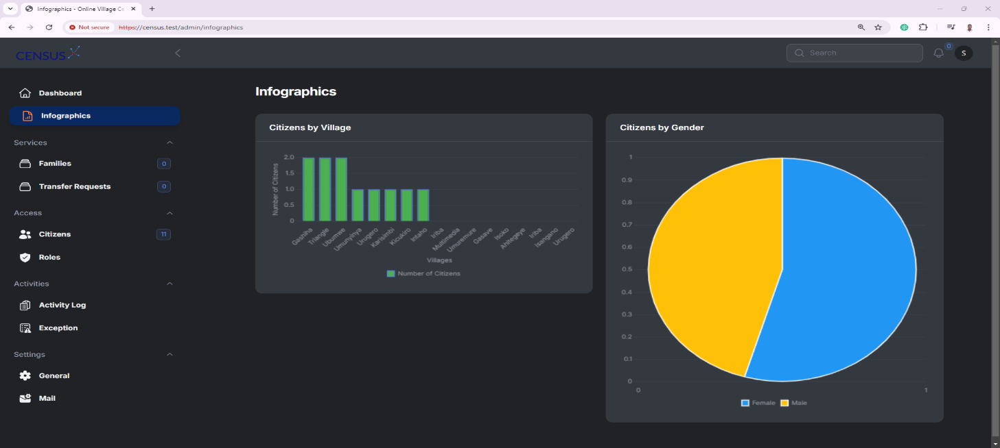 Infographics - Online Village Ce
Not secure https://census.test/admin/infographics
CENSUS
Search
0
S
Dashboard
Infographics
Services
Families 0
Transfer Requests 0
Access
Citizens 11
Roles
Activities
Activity Log
Exception
Settings
General
Mail
Infographics
Citizens by Village
Number of Citizens
2.0
1.5
1.0
0.5
0
Gashiha Triangle Ubumwe Umunyinya Urugero Karisimbi Kicukiro Intaho Iriba Multimedia Umuremure Gasave Isoko Ahitegeye Iriba Isangano Urugero
Villages
Number of Citizens
Citizens by Gender
1
0.9
0.8
0.7
0.6
0.5
0.4
0.3
0.2
0.1
0
0 1
Female Male